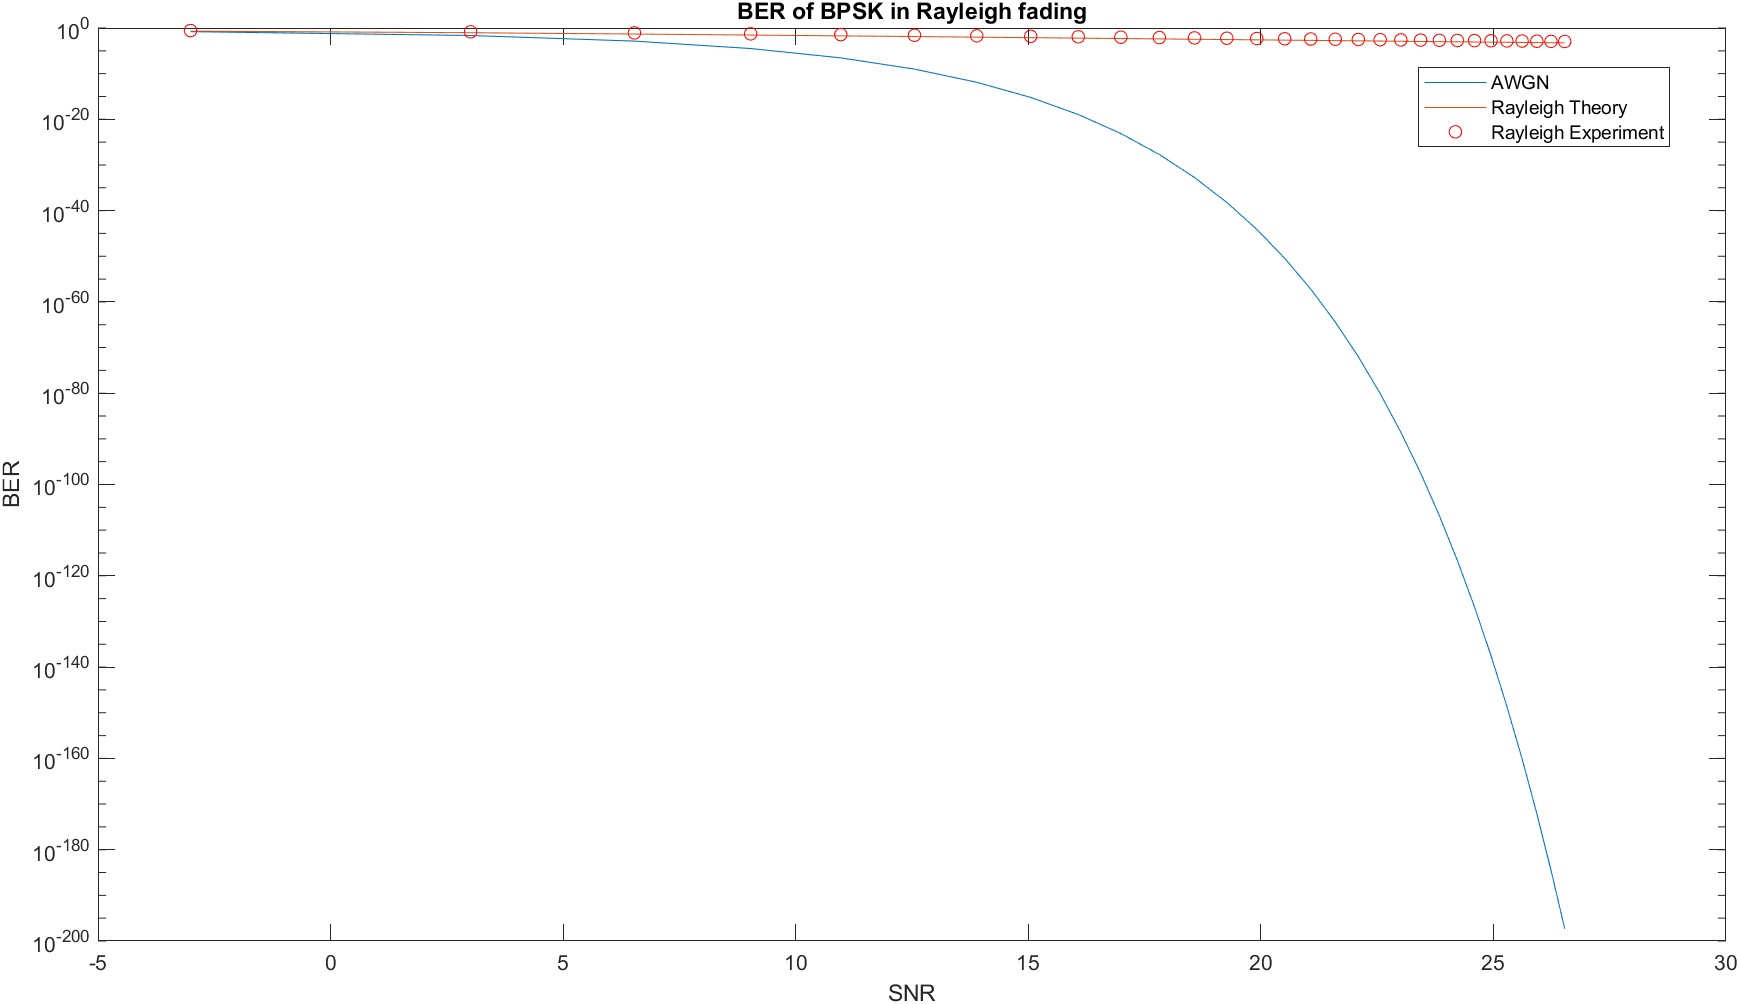 BER of BPSK in Rayleigh fading
10^0
10^-20
10^-40
10^-60
10^-80
10^-100
10^-120
10^-140
10^-160
10^-180
10^-200
BER
AWGN
Rayleigh Theory
Rayleigh Experiment
-5 0 5 10 15 20 25 30
SNR